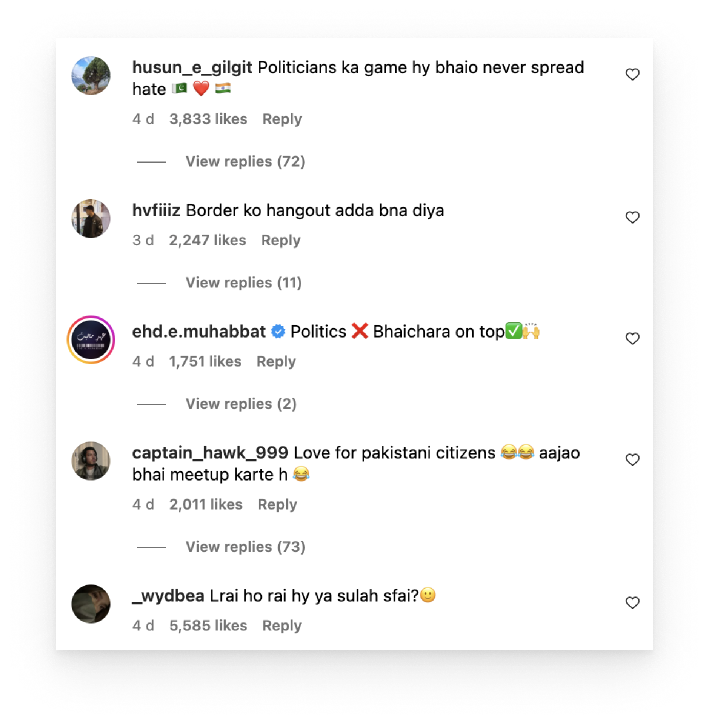 husun_e_gilgit Politicians ka game hy bhaio never spread
hate 🇵🇰 ❤️ 🇮🇳
4 d 3,833 likes Reply
View replies (72)
hvfiiiz Border ko hangout adda bna diya
3 d 2,247 likes Reply
View replies (11)
ehd.e.muhabbat Politics ❌ Bhaichara on top✅🙌
4 d 1,751 likes Reply
View replies (2)
captain_hawk_999 Love for pakistani citizens 😂😂 aajao
bhai meetup karte h 😂
4 d 2,011 likes Reply
View replies (73)
_wydbea Lrai ho rai hy ya sulah sfai?🙂
4 d 5,585 likes Reply